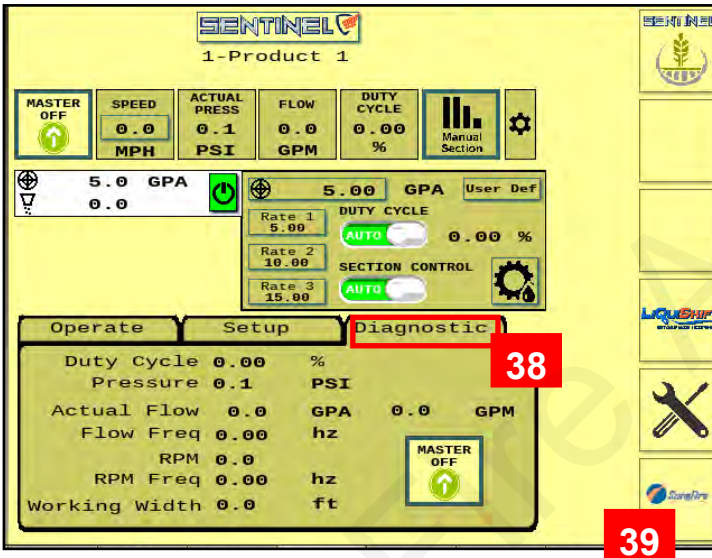 SENTINEL
1-Product 1
MASTER OFF
SPEED
0.0
MPH
ACTUAL PRESS
0.1
PSI
FLOW
0.0
GPM
DUTY CYCLE
0.00
%
Manual Section
5.0 GPA
0.0
5.00 GPA
User Def
Rate 1
5.00
DUTY CYCLE
AUTO
0.00 %
Rate 2
10.00
SECTION CONTROL
Rate 3
15.00
AUTO
Operate
Setup
Diagnostic
38
Duty Cycle 0.00 %
Pressure 0.1 PSI
Actual Flow 0.0 GPA 0.0 GPM
Flow Freq 0.00 hz
RPM 0.0
RPM Freq 0.00 hz
Working Width 0.0 ft
MASTER
OFF
SENTINEL
LiquiShift
SureFire
39